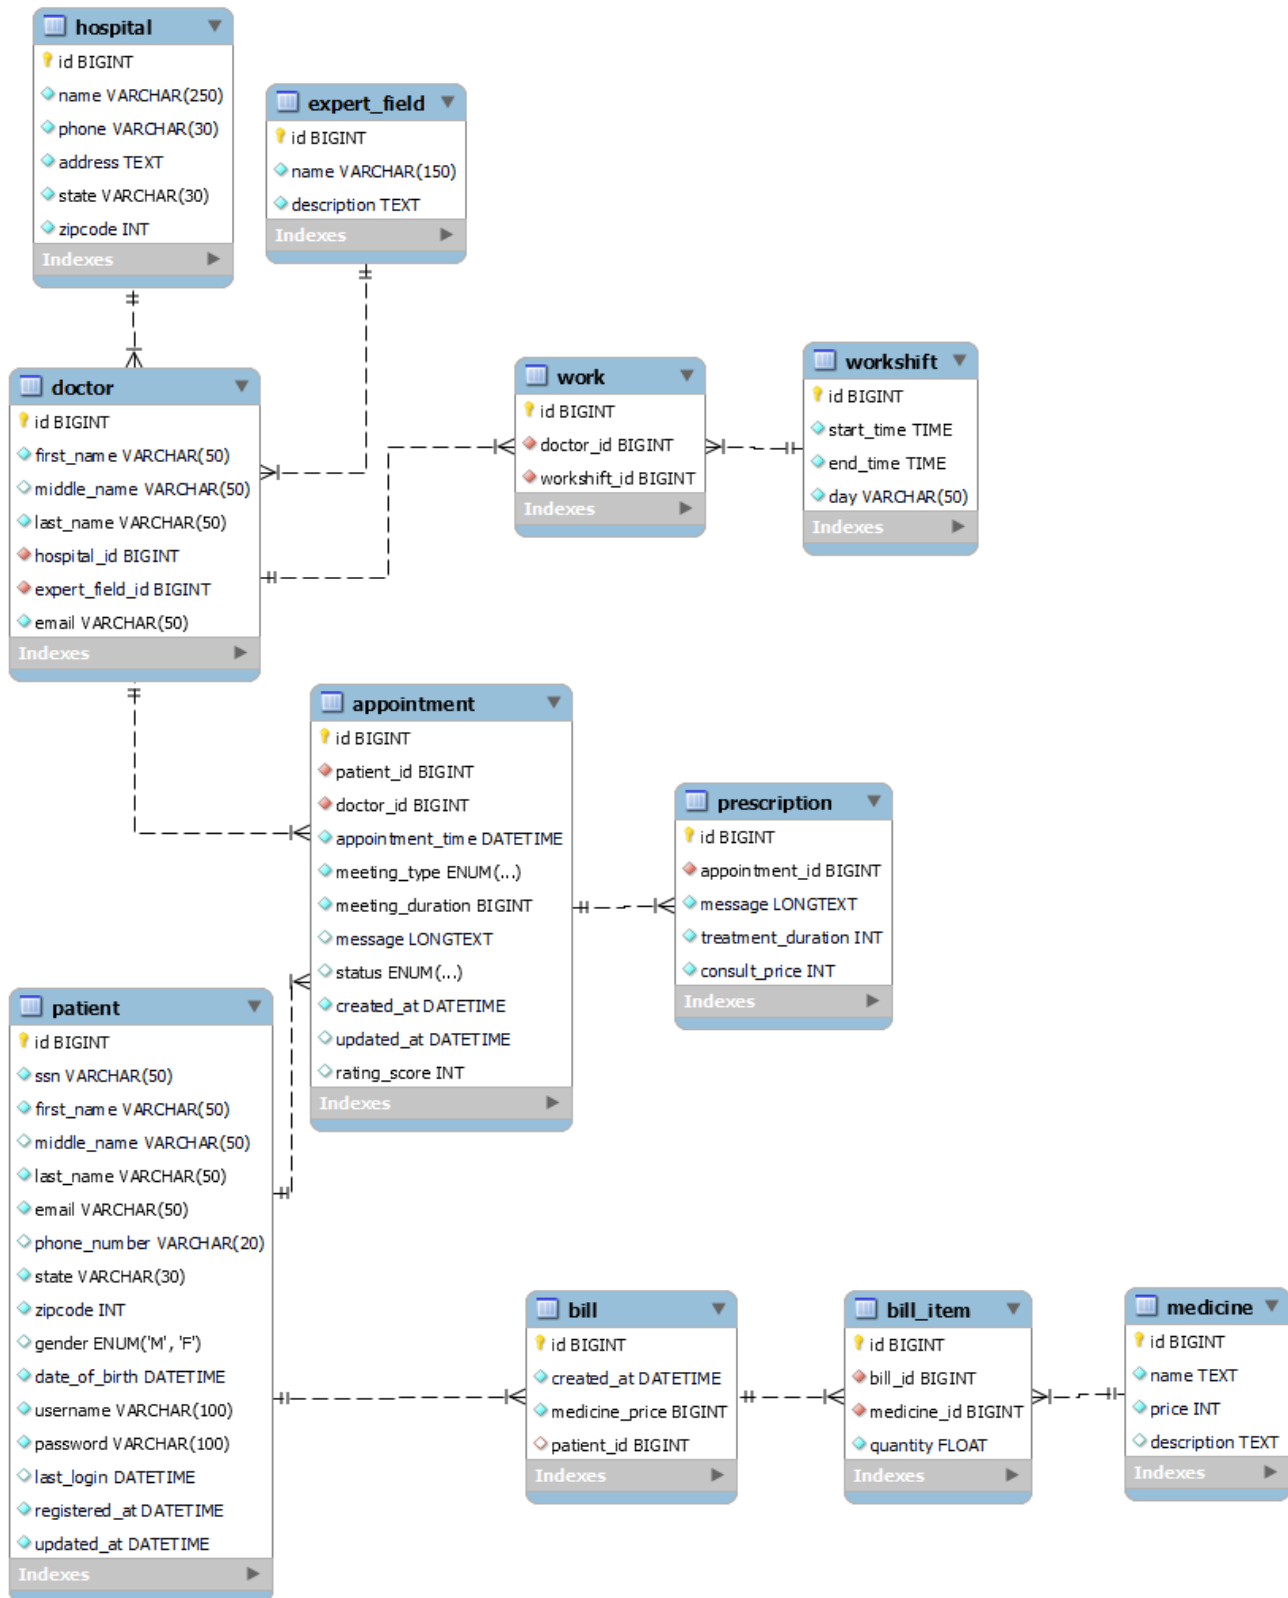 hospital
id BIGINT
name VARCHAR(250)
phone VARCHAR(30)
address TEXT
state VARCHAR(30)
zipcode INT
Indexes
expert_field
id BIGINT
name VARCHAR(150)
description TEXT
Indexes
doctor
id BIGINT
first_name VARCHAR(50)
middle_name VARCHAR(50)
last_name VARCHAR(50)
hospital_id BIGINT
expert_field_id BIGINT
email VARCHAR(50)
Indexes
work
id BIGINT
doctor_id BIGINT
workshift_id BIGINT
Indexes
workshift
id BIGINT
start_time TIME
end_time TIME
day VARCHAR(50)
Indexes
appointment
id BIGINT
patient_id BIGINT
doctor_id BIGINT
appointment_time DATETIME
meeting_type ENUM(...)
meeting_duration BIGINT
message LONGTEXT
status ENUM(...)
created_at DATETIME
updated_at DATETIME
rating_score INT
Indexes
prescription
id BIGINT
appointment_id BIGINT
message LONGTEXT
treatment_duration INT
consult_price INT
Indexes
patient
id BIGINT
ssn VARCHAR(50)
first_name VARCHAR(50)
middle_name VARCHAR(50)
last_name VARCHAR(50)
email VARCHAR(50)
phone_number VARCHAR(20)
state VARCHAR(30)
zipcode INT
gender ENUM('M', 'F')
date_of_birth DATETIME
username VARCHAR(100)
password VARCHAR(100)
last_login DATETIME
registered_at DATETIME
updated_at DATETIME
Indexes
bill
id BIGINT
created_at DATETIME
medicine_price BIGINT
patient_id BIGINT
Indexes
bill_item
id BIGINT
bill_id BIGINT
medicine_id BIGINT
quantity FLOAT
Indexes
medicine
id BIGINT
name TEXT
price INT
description TEXT
Indexes